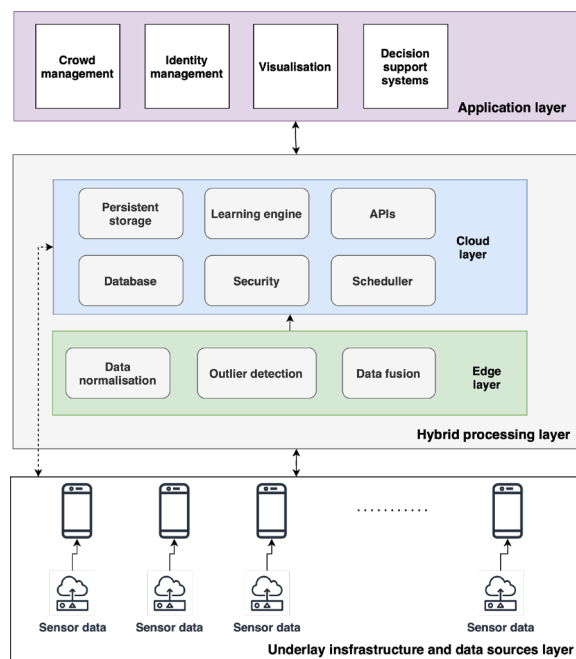 Crowd
management
Identity
management
Visualisation
Decision
support
systems
Application layer
Persistent
storage
Learning engine
APIs
Cloud
layer
Database
Security
Scheduller
Data
normalisation
Outlier detection
Data fusion
Edge
layer
Hybrid processing layer
Sensor data
Sensor data
Sensor data
Sensor data
Underlay insfrastructure and data sources layer